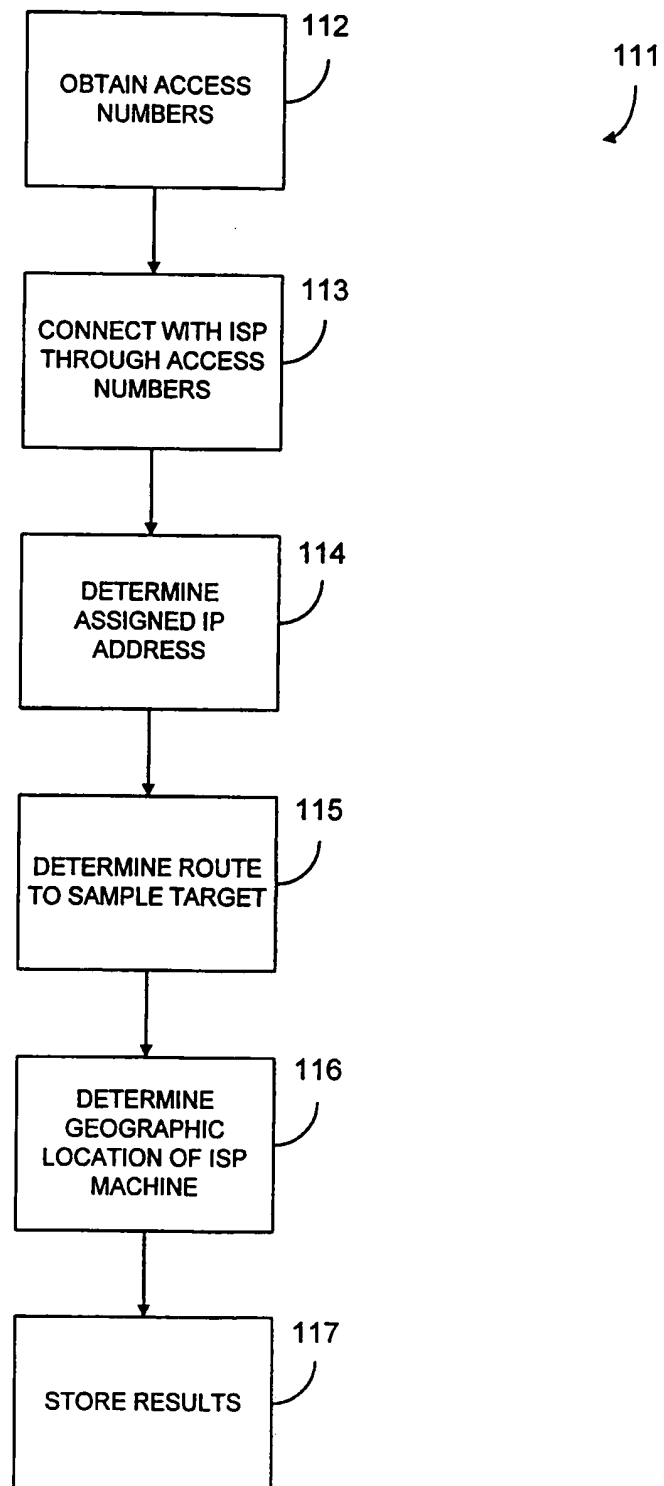 112
111
OBTAIN ACCESS
NUMBERS
113
CONNECT WITH ISP
THROUGH ACCESS
NUMBERS
114
DETERMINE
ASSIGNED IP
ADDRESS
115
DETERMINE ROUTE
TO SAMPLE TARGET
116
DETERMINE
GEOGRAPHIC
LOCATION OF ISP
MACHINE
117
STORE RESULTS